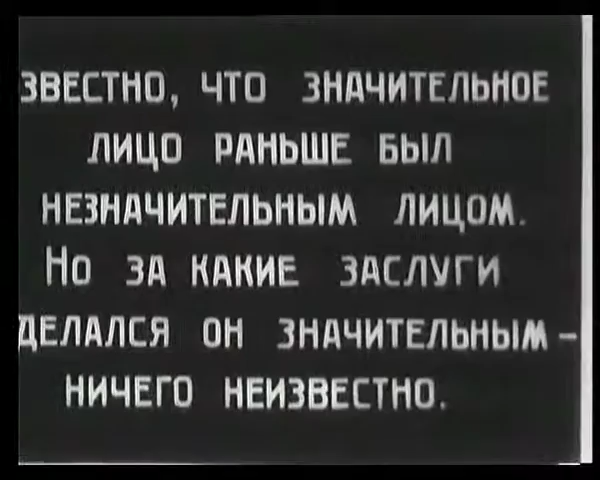 ЗВЕСТНО, ЧТО ЗНАЧИТЕЛЬНОЕ
ЛИЦО РАНЬШЕ БЫЛ
НЕЗНАЧИТЕЛЬНЫМ ЛИЦОМ.
НО ЗА КАКИЕ ЗАСЛУГИ
ДЕЛАЛСЯ ОН ЗНАЧИТЕЛЬНЫМ –
НИЧЕГО НЕИЗВЕСТНО.